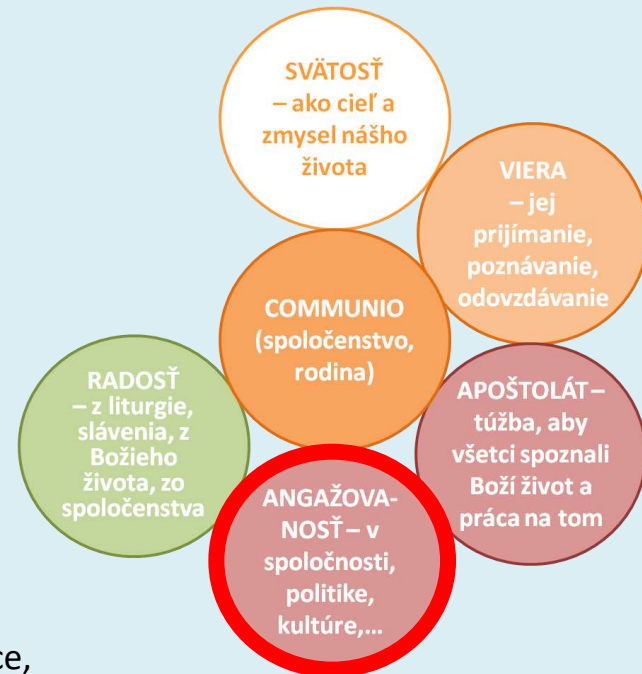 SVÄTOSŤ
– ako cieľ a
zmysel nášho
života
VIERA
– jej
prijímanie,
poznávanie,
odovzdávanie
COMMUNIO
(spoločenstvo,
rodina)
RADOSŤ
– z liturgie,
slávenia, z
Božieho
života, zo
spoločenstva
APOŠTOLÁT –
túžba, aby
všetci spoznali
Boží život a
práca na tom
ANGAŽOVA-
NOSŤ – v
spoločnosti,
politike,
kultúre,...
ce,